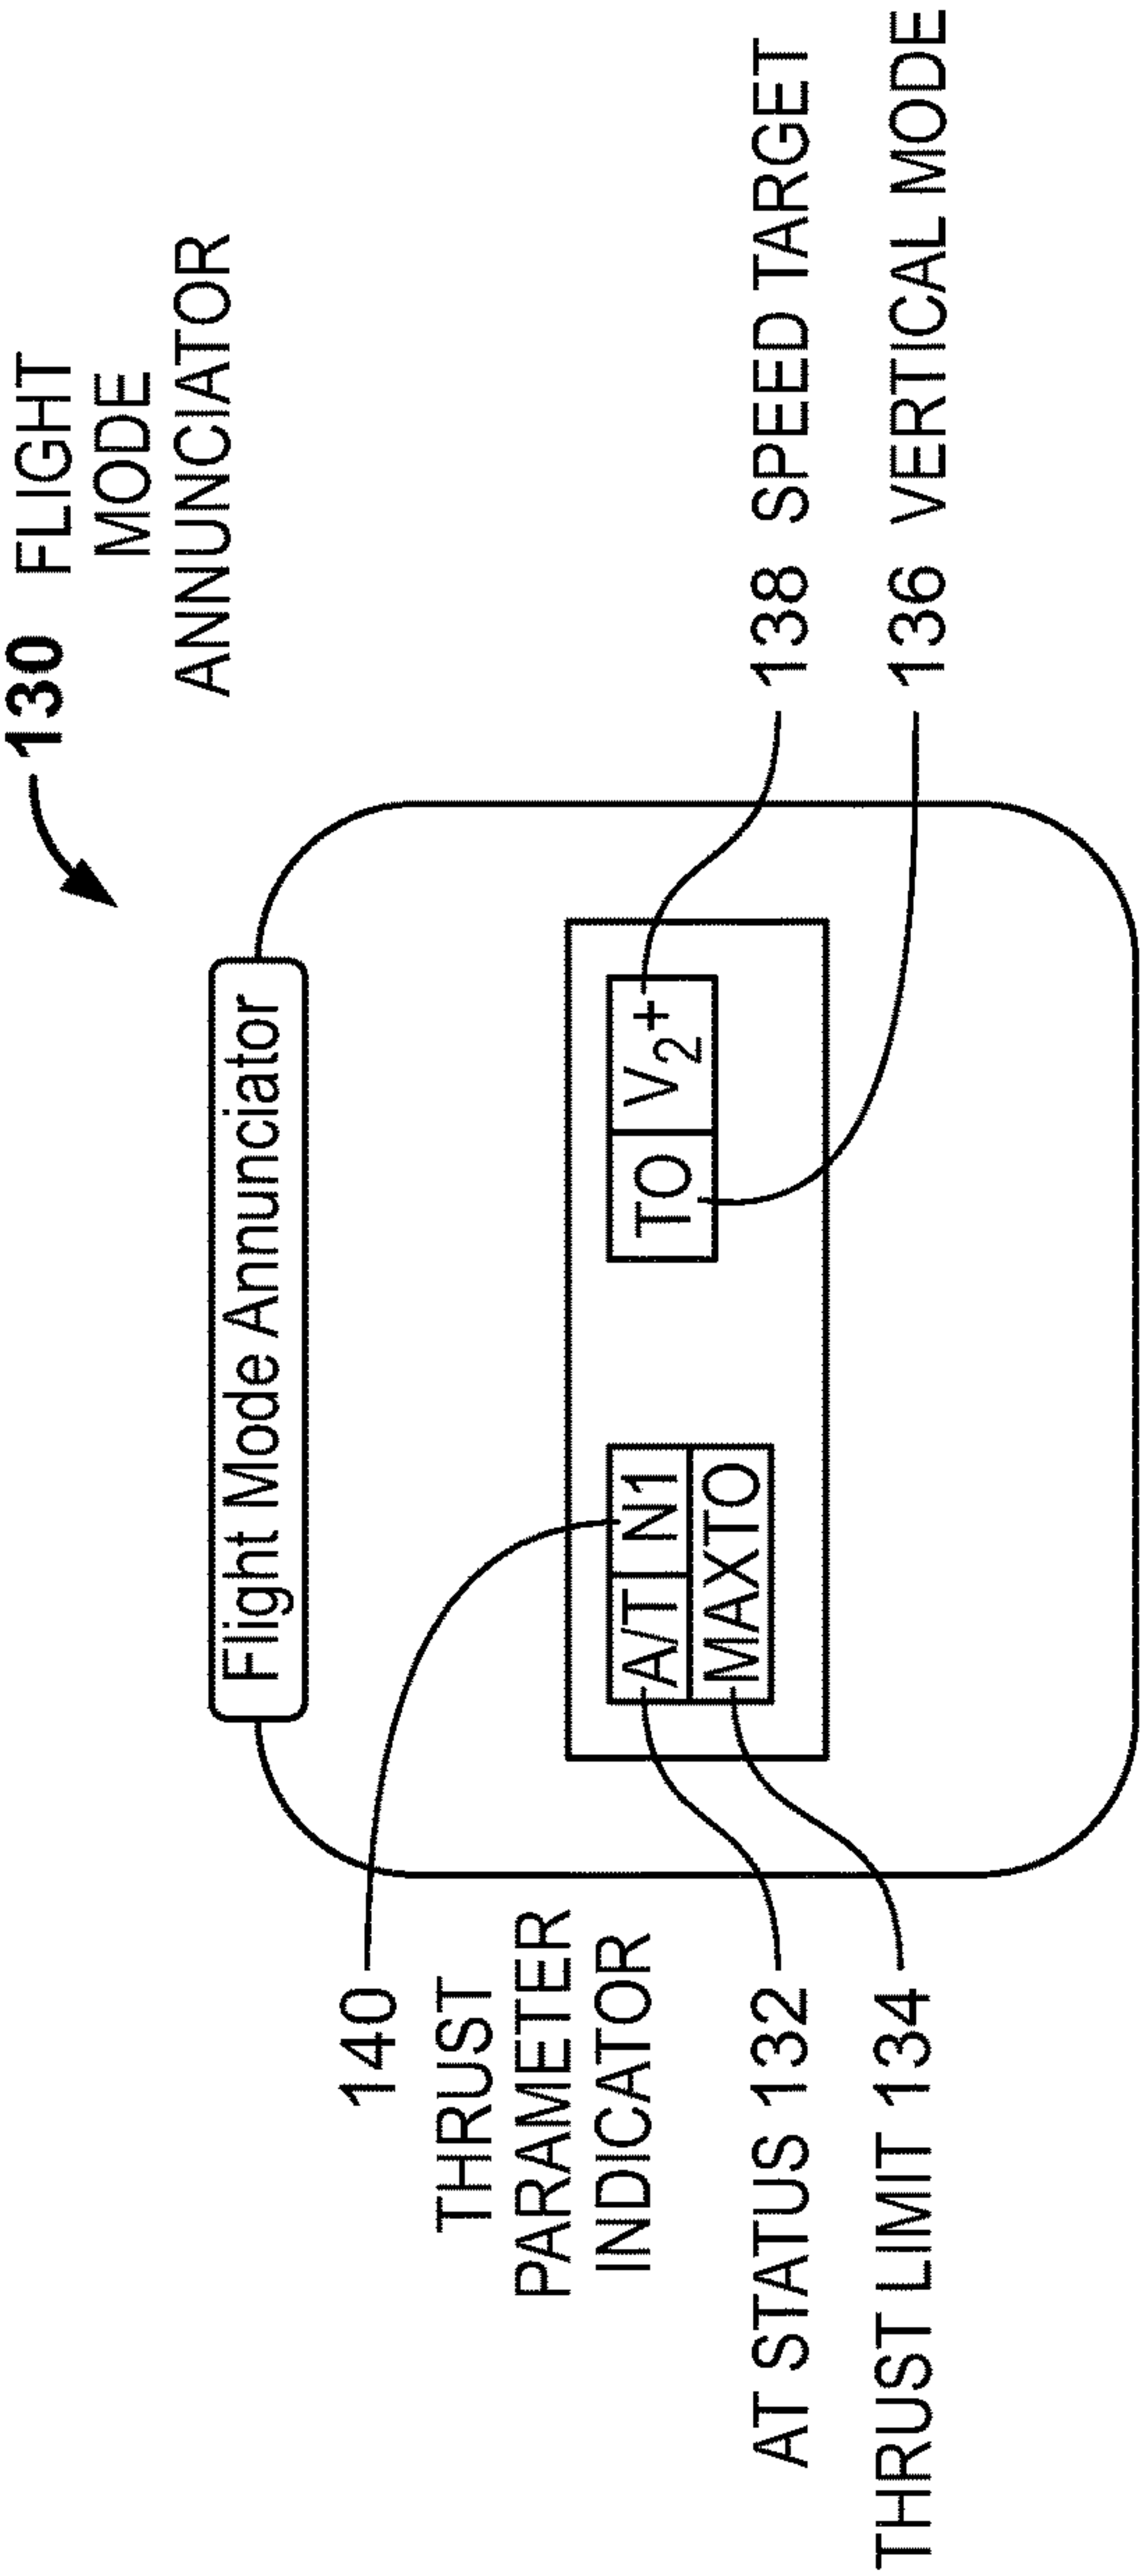 130 FLIGHT
MODE
ANNUNCIATOR
Flight Mode Annunciator
140
THRUST
PARAMETER
INDICATOR
A/T N1
MAXTO
TO V₂+
AT STATUS 132
THRUST LIMIT 134
138 SPEED TARGET
136 VERTICAL MODE